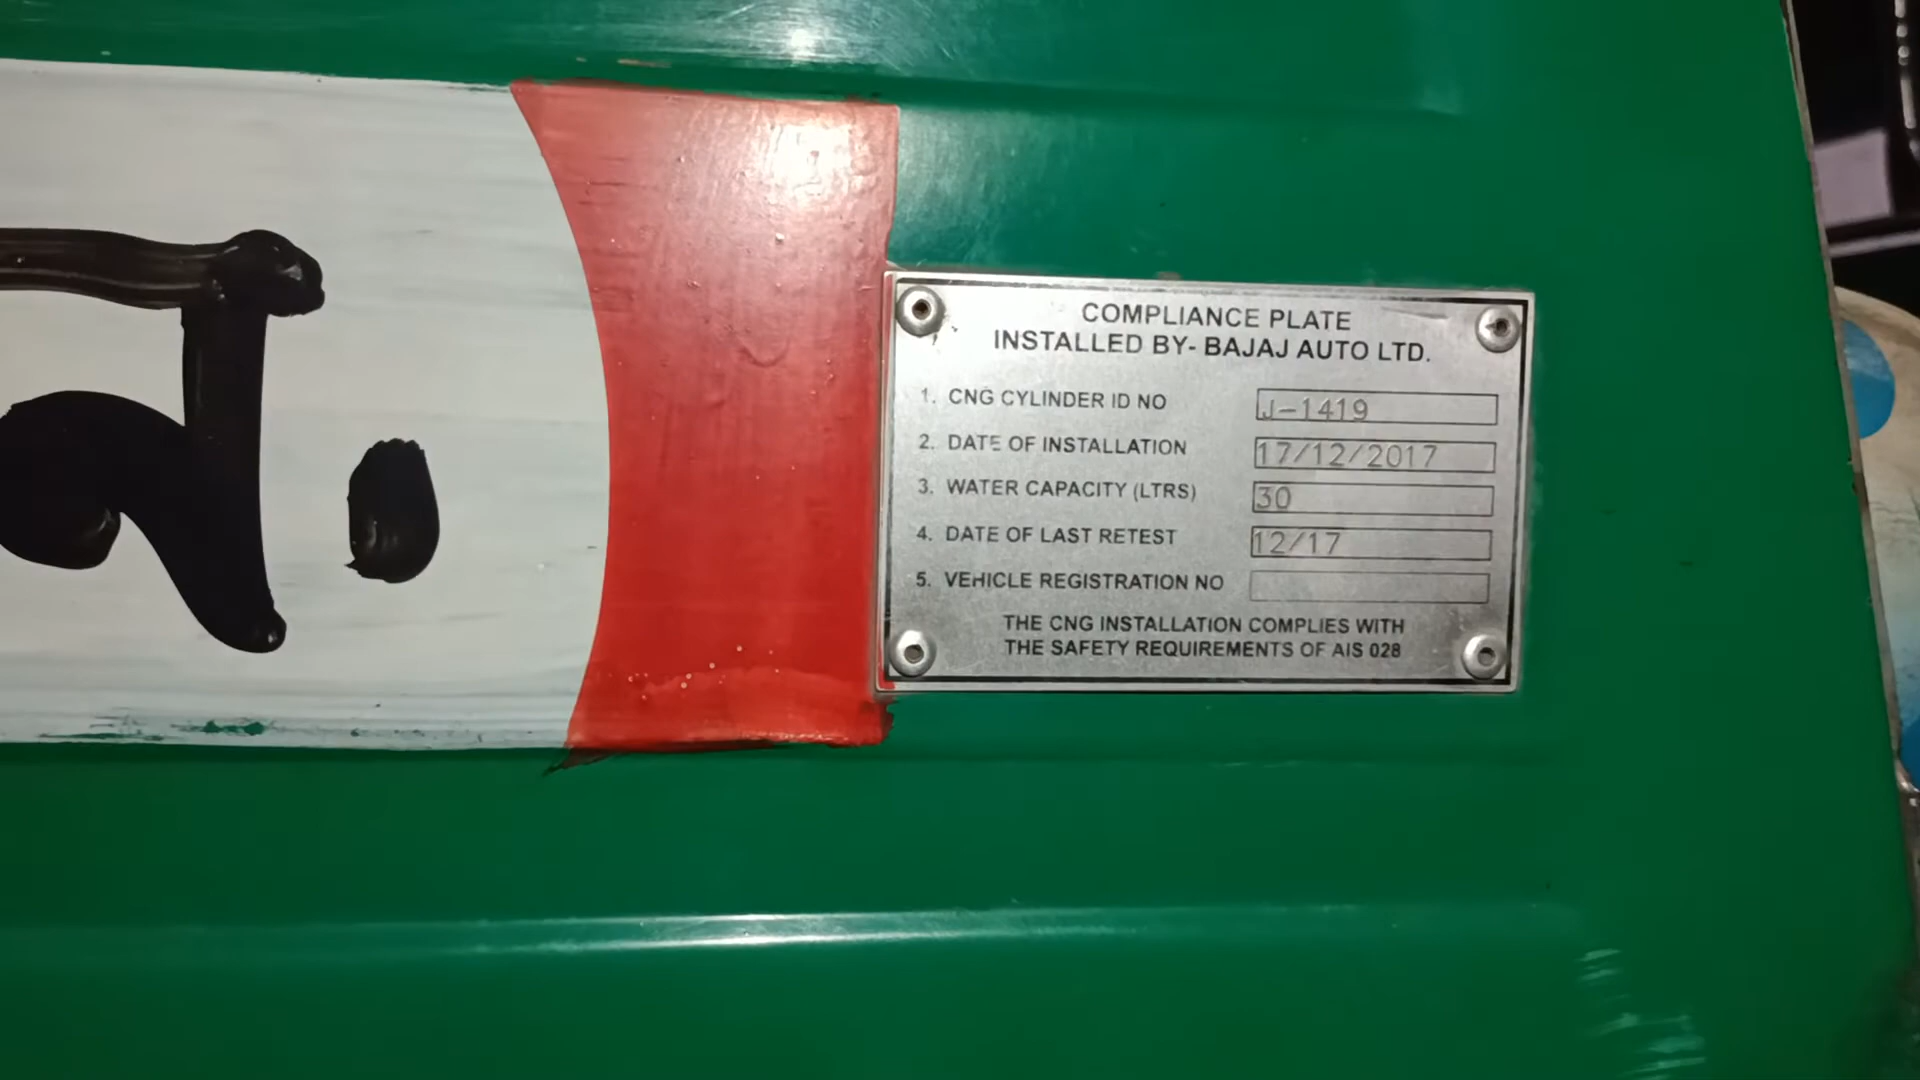 COMPLIANCE PLATE
INSTALLED BY- BAJAJ AUTO LTD.
1. CNG CYLINDER ID NO J-1419
2. DATE OF INSTALLATION 17/12/2017
3. WATER CAPACITY (LTRS) 30
4. DATE OF LAST RETEST 12/17
5. VEHICLE REGISTRATION NO
THE CNG INSTALLATION COMPLIES WITH
THE SAFETY REQUIREMENTS OF AIS 028